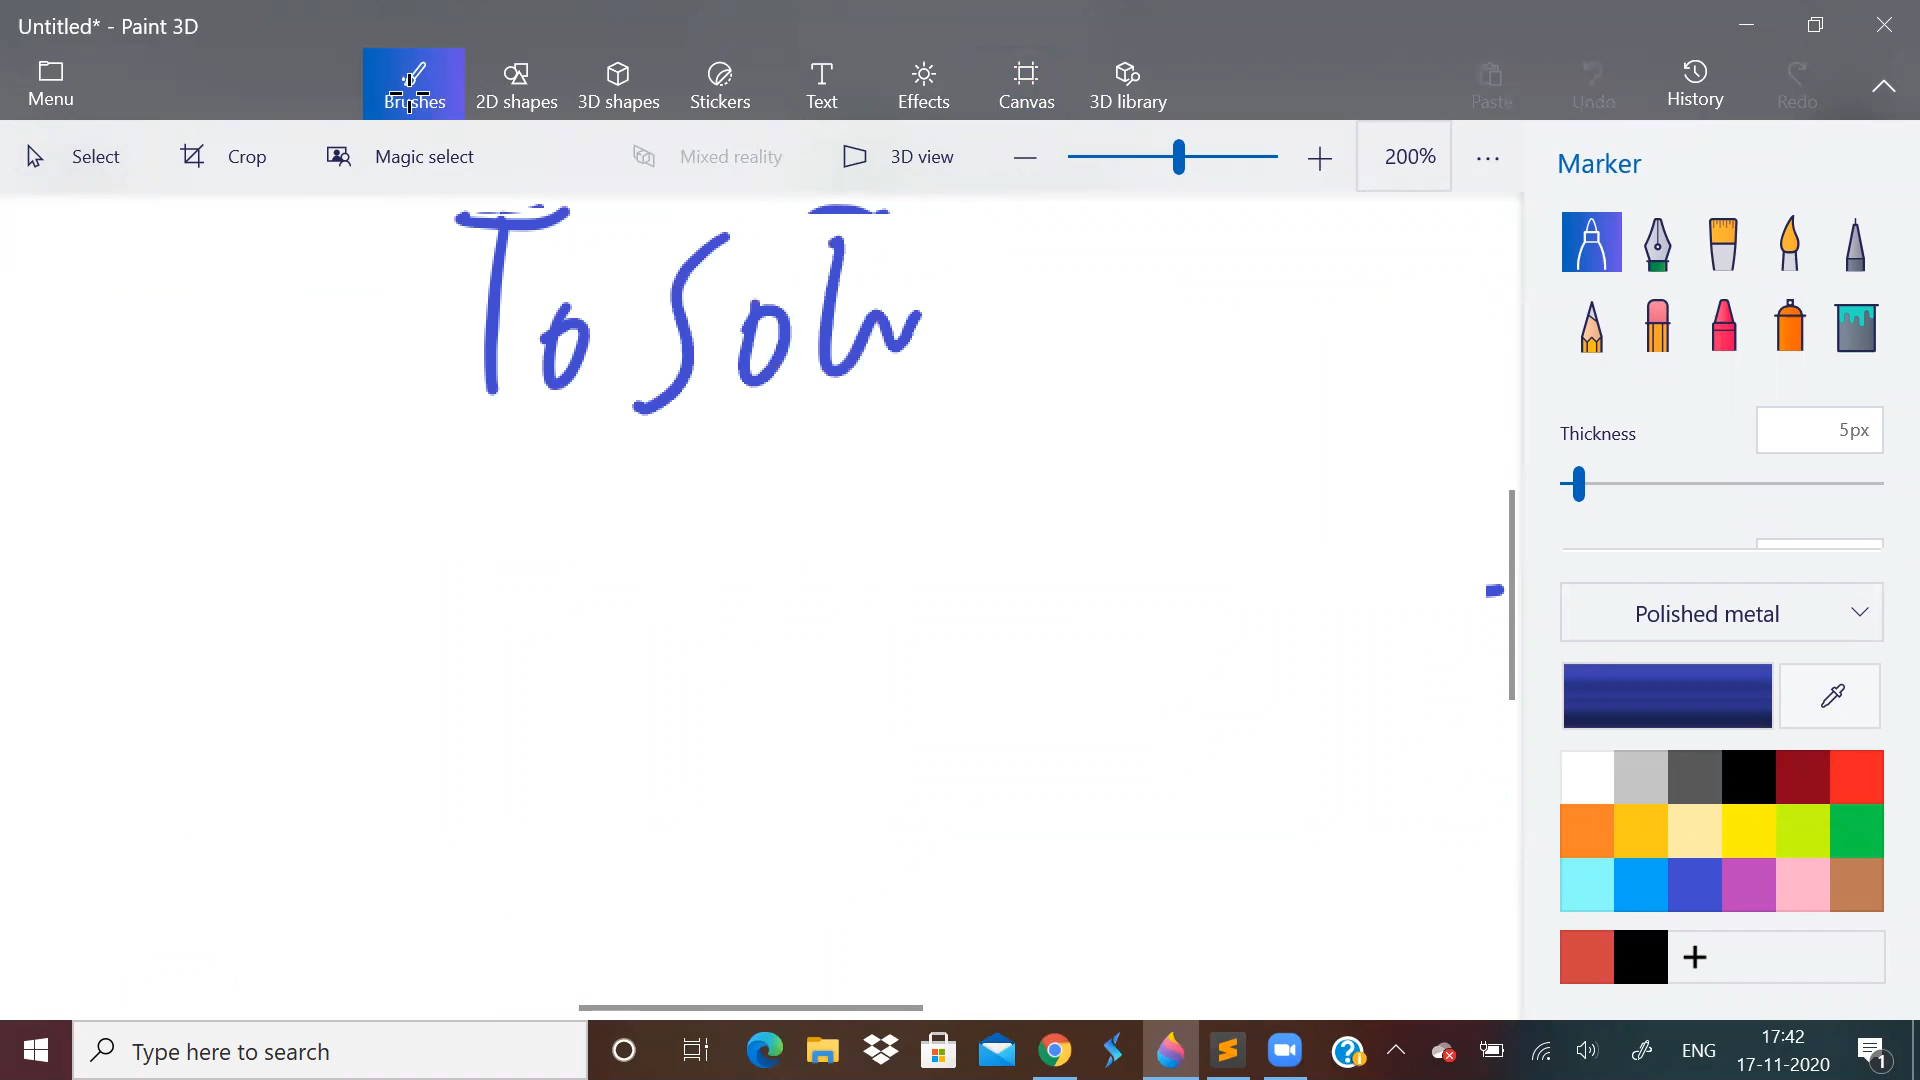 Untitled* - Paint 3D
Menu
Brushes
2D shapes
3D shapes
Stickers
Text
Effects
Canvas
3D library
Paste
Undo
History
Redo
Select
Crop
Magic select
Mixed reality
3D view
200%
Marker
To Solv
Thickness
5px
Polished metal
Type here to search
ENG
17:42
17-11-2020
1